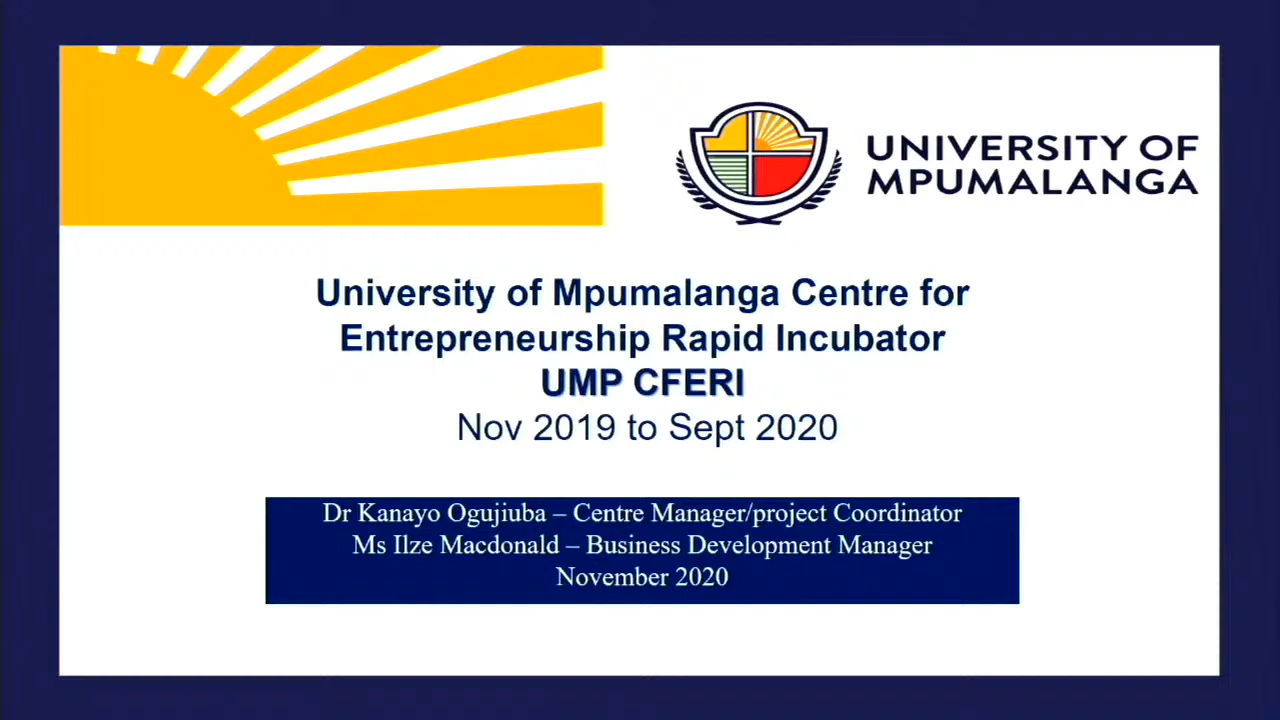 UNIVERSITY OF
MPUMALANGA
University of Mpumalanga Centre for
Entrepreneurship Rapid Incubator
UMP CFERI
Nov 2019 to Sept 2020
Dr Kanayo Ogujiuba – Centre Manager/project Coordinator
Ms Ilze Macdonald – Business Development Manager
November 2020